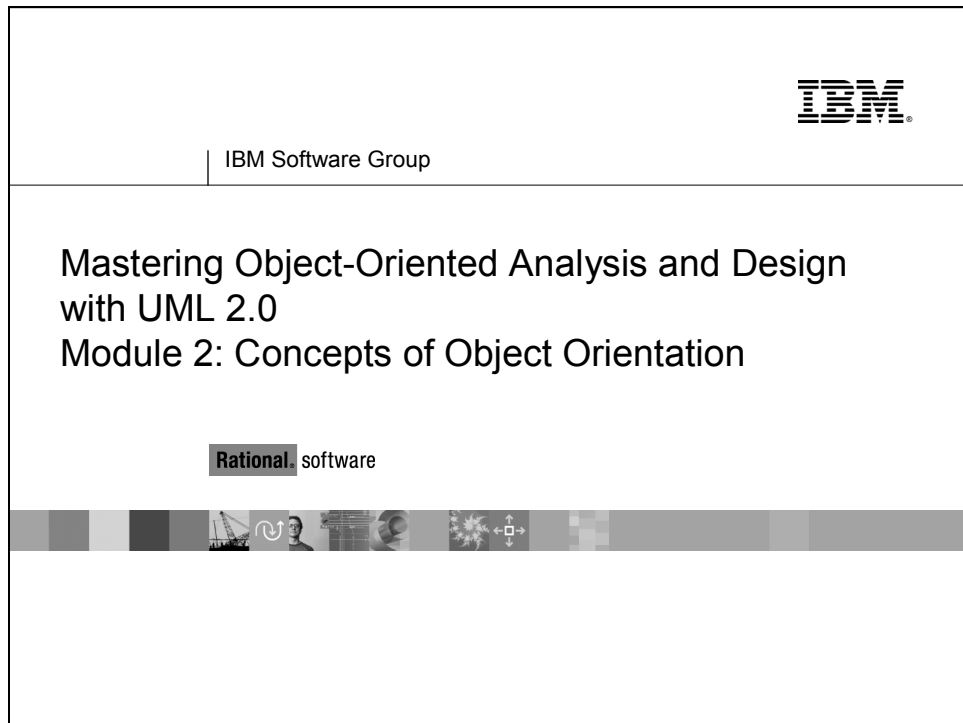 IBM®
IBM Software Group
Mastering Object-Oriented Analysis and Design
with UML 2.0
Module 2: Concepts of Object Orientation
Rational® software